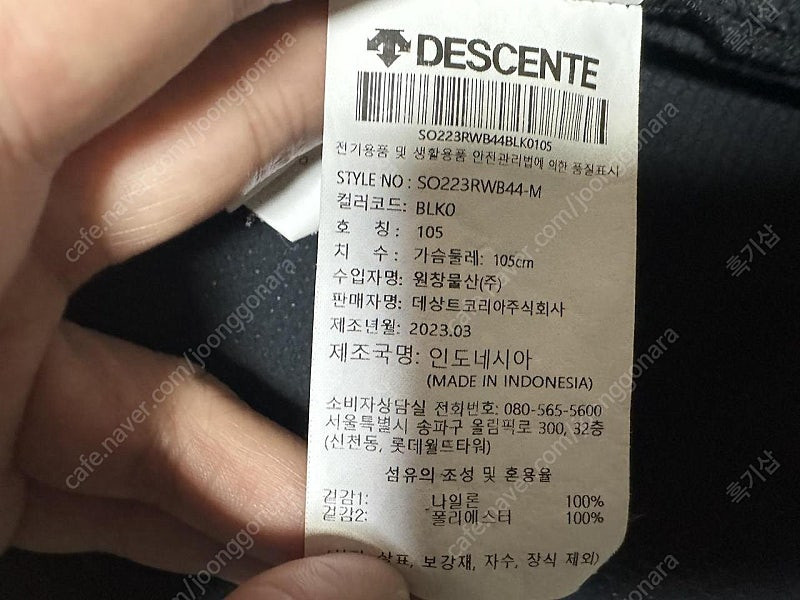 DESCENTE
SO223RWB44BLK0105
전기용품 및 생활용품 안전관리법에 의한 품질표시
STYLE NO : SO223RWB44-M
컬러코드: BLK0
호 칭 : 105
치 수 : 가슴둘레: 105cm
수입자명: 원창물산(주)
판매자명: 데상트코리아주식회사
제조년월: 2023.03
제조국명: 인도네시아
(MADE IN INDONESIA)
소비자상담실 전화번호: 080-565-5600
서울특별시 송파구 올림픽로 300, 32층
(신천동, 롯데월드타워)
섬유의 조성 및 혼용율
겉감1: 나일론 100%
겉감2: 폴리에스터 100%
상표, 보강재, 자수, 장식 제외)
cafe.naver.com/joonggonara
흑기삽